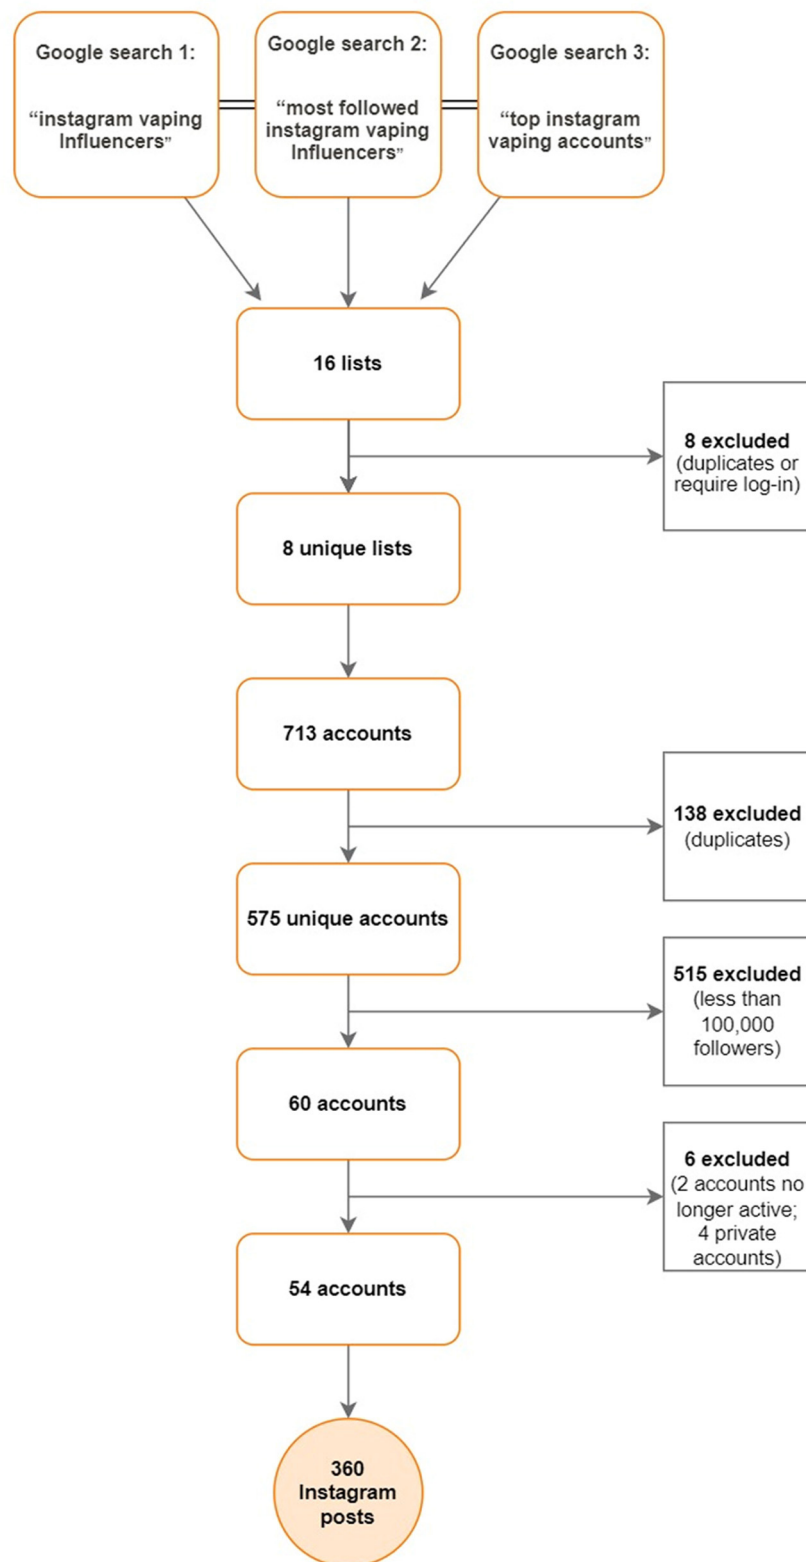 Google search 1:
“instagram vaping
Influencers”
Google search 2:
“most followed
instagram vaping
Influencers”
Google search 3:
“top instagram
vaping accounts”
16 lists
8 excluded
(duplicates or
require log-in)
8 unique lists
713 accounts
138 excluded
(duplicates)
575 unique accounts
515 excluded
(less than
100,000
followers)
60 accounts
6 excluded
(2 accounts no
longer active;
4 private
accounts)
54 accounts
360
Instagram
posts